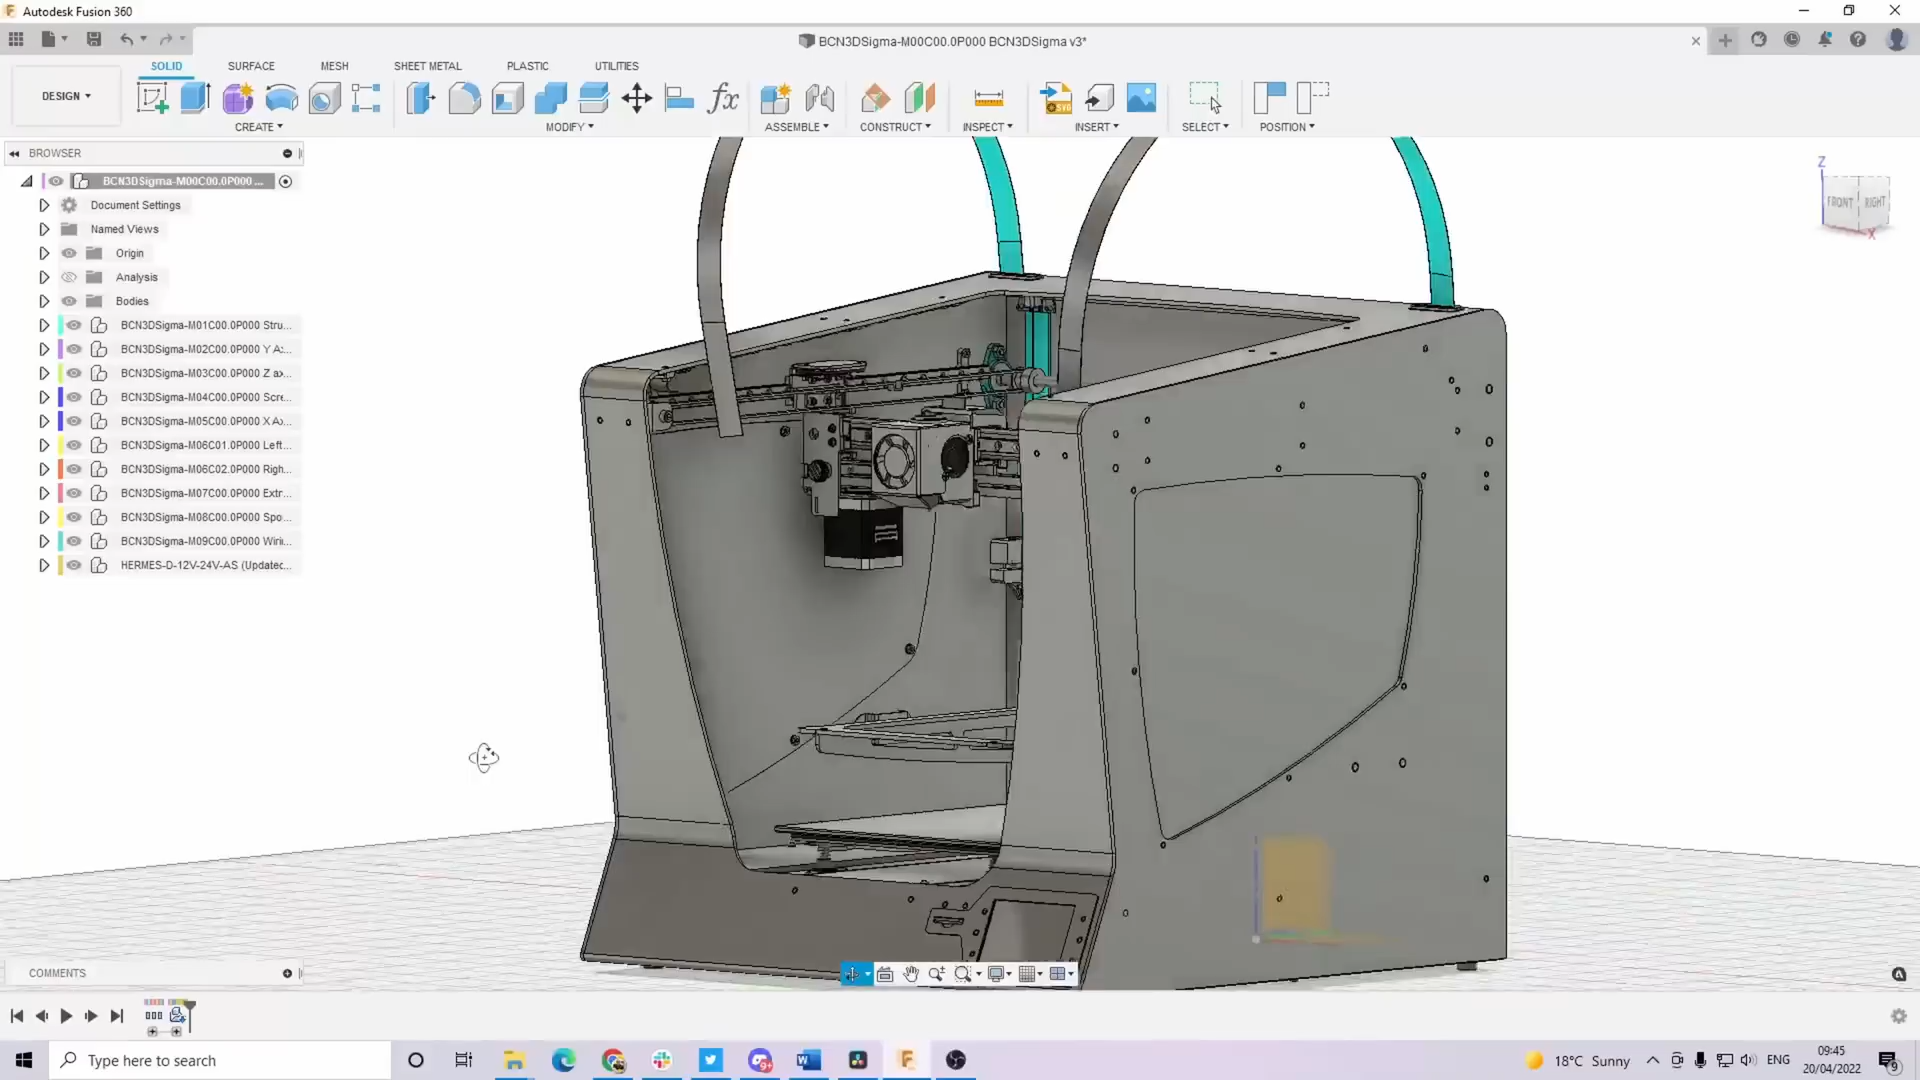 Autodesk Fusion 360
BCN3DSigma-M00C00.0P000 BCN3DSigma v3*
SOLID SURFACE MESH SHEET METAL PLASTIC UTILITIES
DESIGN
CREATE MODIFY ASSEMBLE CONSTRUCT INSPECT INSERT SELECT POSITION
BROWSER
BCN3DSigma-M00C00.0P000 ...
Document Settings
Named Views
Origin
Analysis
Bodies
BCN3DSigma-M01C00.0P000 Stru...
BCN3DSigma-M02C00.0P000 Y A:...
BCN3DSigma-M03C00.0P000 Z ax...
BCN3DSigma-M04C00.0P000 Scre...
BCN3DSigma-M05C00.0P000 X Ax...
BCN3DSigma-M06C01.0P000 Left...
BCN3DSigma-M06C02.0P000 Righ...
BCN3DSigma-M07C00.0P000 Extr...
BCN3DSigma-M08C00.0P000 Spo...
BCN3DSigma-M09C00.0P000 Wirin...
HERMES-D-12V-24V-AS (Updatec...
Z
FRONT RIGHT
X
COMMENTS
Type here to search
18°C Sunny
ENG
09:45
20/04/2022